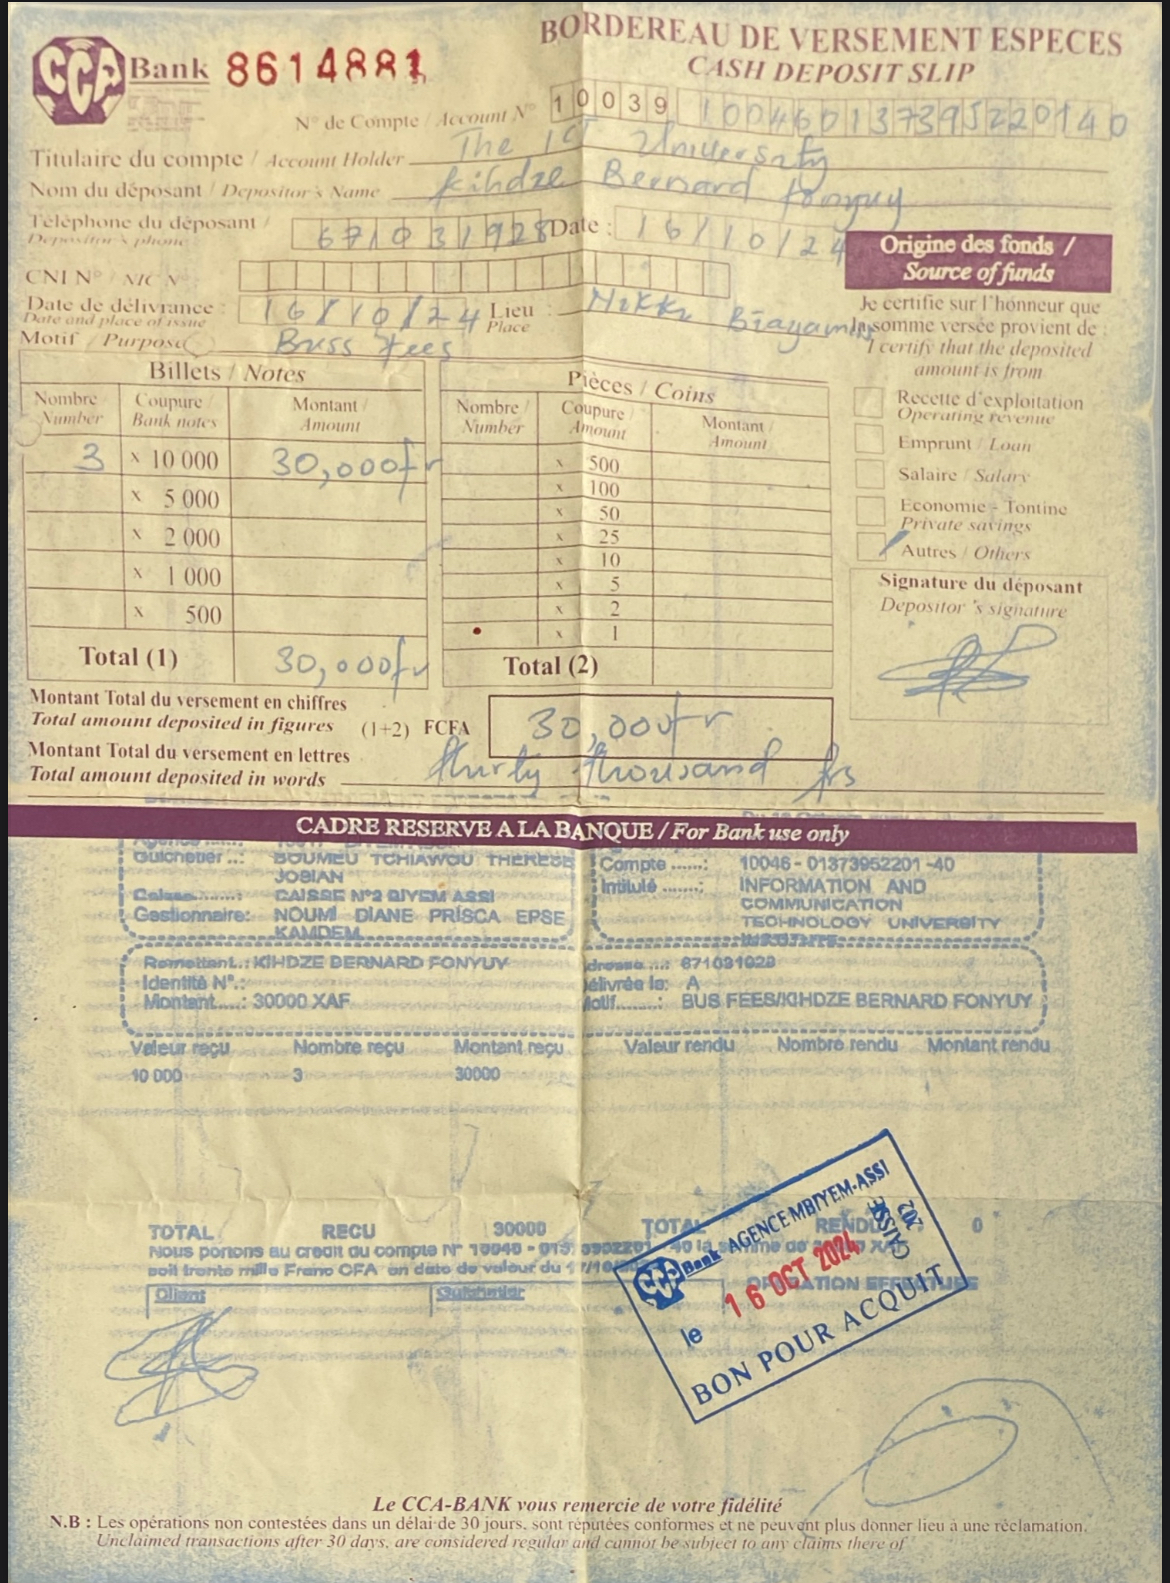 BORDEREAU DE VERSEMENT ESPECES
CASH DEPOSIT SLIP
CCA Bank 8614881
N° de Compte / Account N° 10039 100460137395220140
Titulaire du compte / Account Holder The ICT University
Nom du déposant / Depositor's Name Kihdze Bernard Fonyuy
Téléphone du déposant / 671031928 Date : 16/10/24
Depositor's phone
Origine des fonds /
Source of funds
CNI N° / NIC N°
Date de délivrance : 16/10/24 Lieu :
Date and place of issue Place
Motif / Purpose Buss fees
Je certifie sur l'honneur que
la somme versée provient de :
I certify that the deposited
amount is from
Billets / Notes
Nombre / Coupure / Montant /
Number Bank notes Amount
3 x 10 000 30,000fr
x 5 000
x 2 000
x 1 000
x 500
Total (1) 30,000fr
Pièces / Coins
Nombre / Coupure / Montant /
Number Amount Amount
x 500
x 100
x 50
x 25
x 10
x 5
x 2
x 1
Total (2)
Recette d'exploitation
Operating revenue
Emprunt / Loan
Salaire / Salary
Economie - Tontine
Private savings
Autres / Others
Signature du déposant
Depositor 's signature
Montant Total du versement en chiffres
Total amount deposited in figures (1+2) FCFA 30,000fr
Montant Total du versement en lettres
Total amount deposited in words thirty thousand frs
CADRE RESERVE A LA BANQUE / For Bank use only
Guichetier ..: BOUMEU TCHIAWOU THERESE
JOSIAN
Caisse........: CAISSE N°2 BIYEM ASSI
Gestionnaire: NOUMI DIANE PRISCA EPSE
KAMDEM
Compte ......: 10046 - 01373952201 -40
Intitulé .......: INFORMATION AND
COMMUNICATION
TECHNOLOGY UNIVERSITY
Remettant..: KIHDZE BERNARD FONYUY
Identité N°.:
Montant....: 30000 XAF
dresse ...: 671031928
élivrée le: A
otif........: BUS FEES/KIHDZE BERNARD FONYUY
Valeur reçu Nombre reçu Montant reçu Valeur rendu Nombre rendu Montant rendu
10 000 3 30000
TOTAL RECU 30000 TOTAL RENDU 0
Nous portons au credit du compte N° 10046 - 40 la somme de XAF
soit trente mille Franc CFA en date de valeur du
OPERATION EFFECTUEE
Client Guichetier
CCA Bank AGENCE MBIYEM-ASSI
CAISSE 202
le 16 OCT 2024
BON POUR ACQUIT
Le CCA-BANK vous remercie de votre fidélité
N.B : Les opérations non contestées dans un délai de 30 jours, sont réputées conformes et ne peuvent plus donner lieu à une réclamation.
Unclaimed transactions after 30 days, are considered regular and cannot be subject to any claims there of